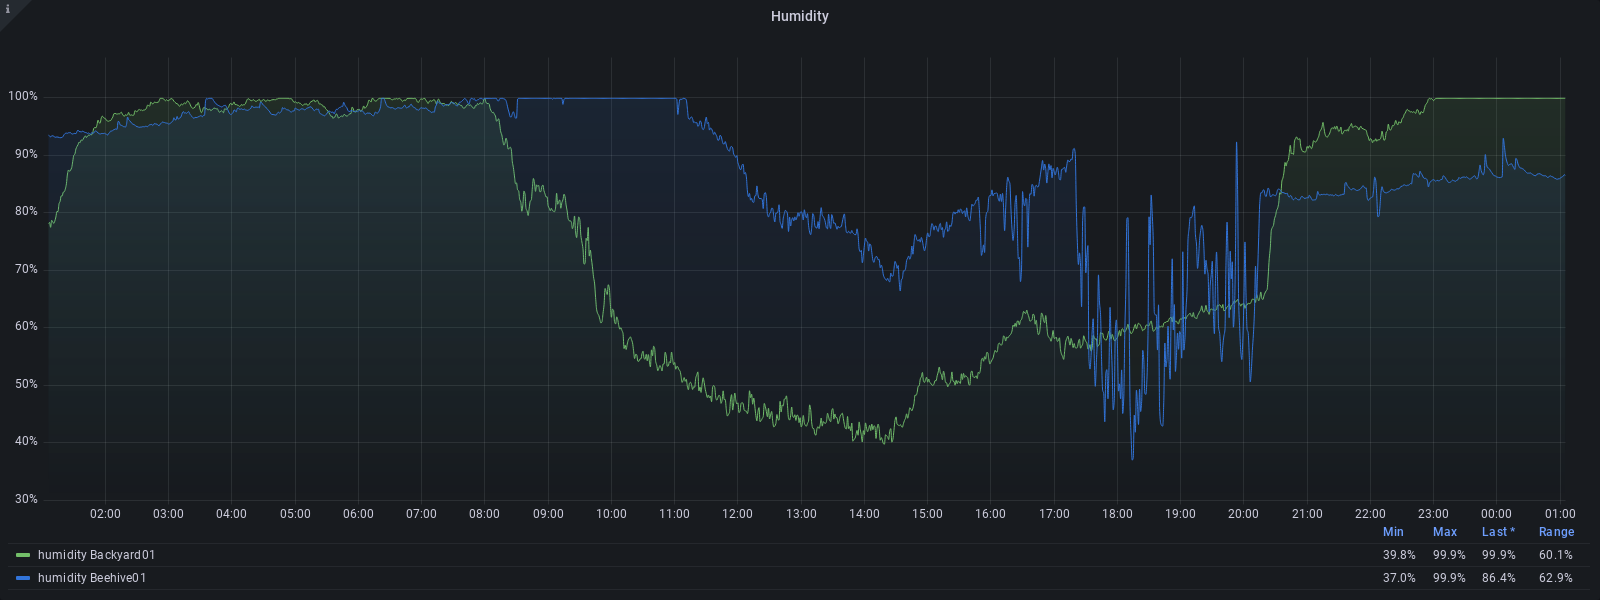 i
Humidity
100%
90%
80%
70%
60%
50%
40%
30%
02:00 03:00 04:00 05:00 06:00 07:00 08:00 09:00 10:00 11:00 12:00 13:00 14:00 15:00 16:00 17:00 18:00 19:00 20:00 21:00 22:00 23:00 00:00 01:00
Min Max Last * Range
humidity Backyard01 39.8% 99.9% 99.9% 60.1%
humidity Beehive01 37.0% 99.9% 86.4% 62.9%